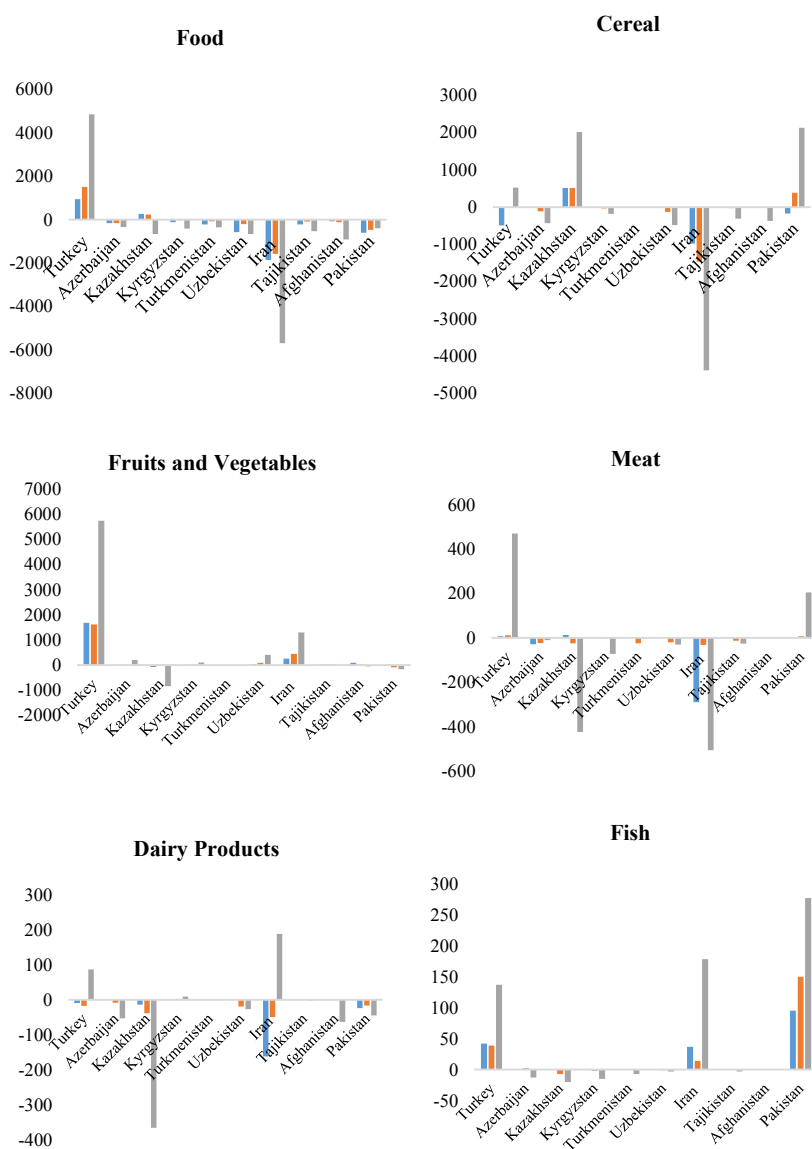 Food
6000
4000
2000
0
-2000
-4000
-6000
-8000
Turkey
Azerbaijan
Kazakhstan
Kyrgyzstan
Turkmenistan
Uzbekistan
Iran
Tajikistan
Afghanistan
Pakistan
Cereal
3000
2000
1000
0
-1000
-2000
-3000
-4000
-5000
Turkey
Azerbaijan
Kazakhstan
Kyrgyzstan
Turkmenistan
Uzbekistan
Iran
Tajikistan
Afghanistan
Pakistan
Fruits and Vegetables
7000
6000
5000
4000
3000
2000
1000
0
-1000
-2000
Turkey
Azerbaijan
Kazakhstan
Kyrgyzstan
Turkmenistan
Uzbekistan
Iran
Tajikistan
Afghanistan
Pakistan
Meat
600
400
200
0
-200
-400
-600
Turkey
Azerbaijan
Kazakhstan
Kyrgyzstan
Turkmenistan
Uzbekistan
Iran
Tajikistan
Afghanistan
Pakistan
Dairy Products
300
200
100
0
-100
-200
-300
-400
Turkey
Azerbaijan
Kazakhstan
Kyrgyzstan
Turkmenistan
Uzbekistan
Iran
Tajikistan
Afghanistan
Pakistan
Fish
300
250
200
150
100
50
0
-50
Turkey
Azerbaijan
Kazakhstan
Kyrgyzstan
Turkmenistan
Uzbekistan
Iran
Tajikistan
Afghanistan
Pakistan